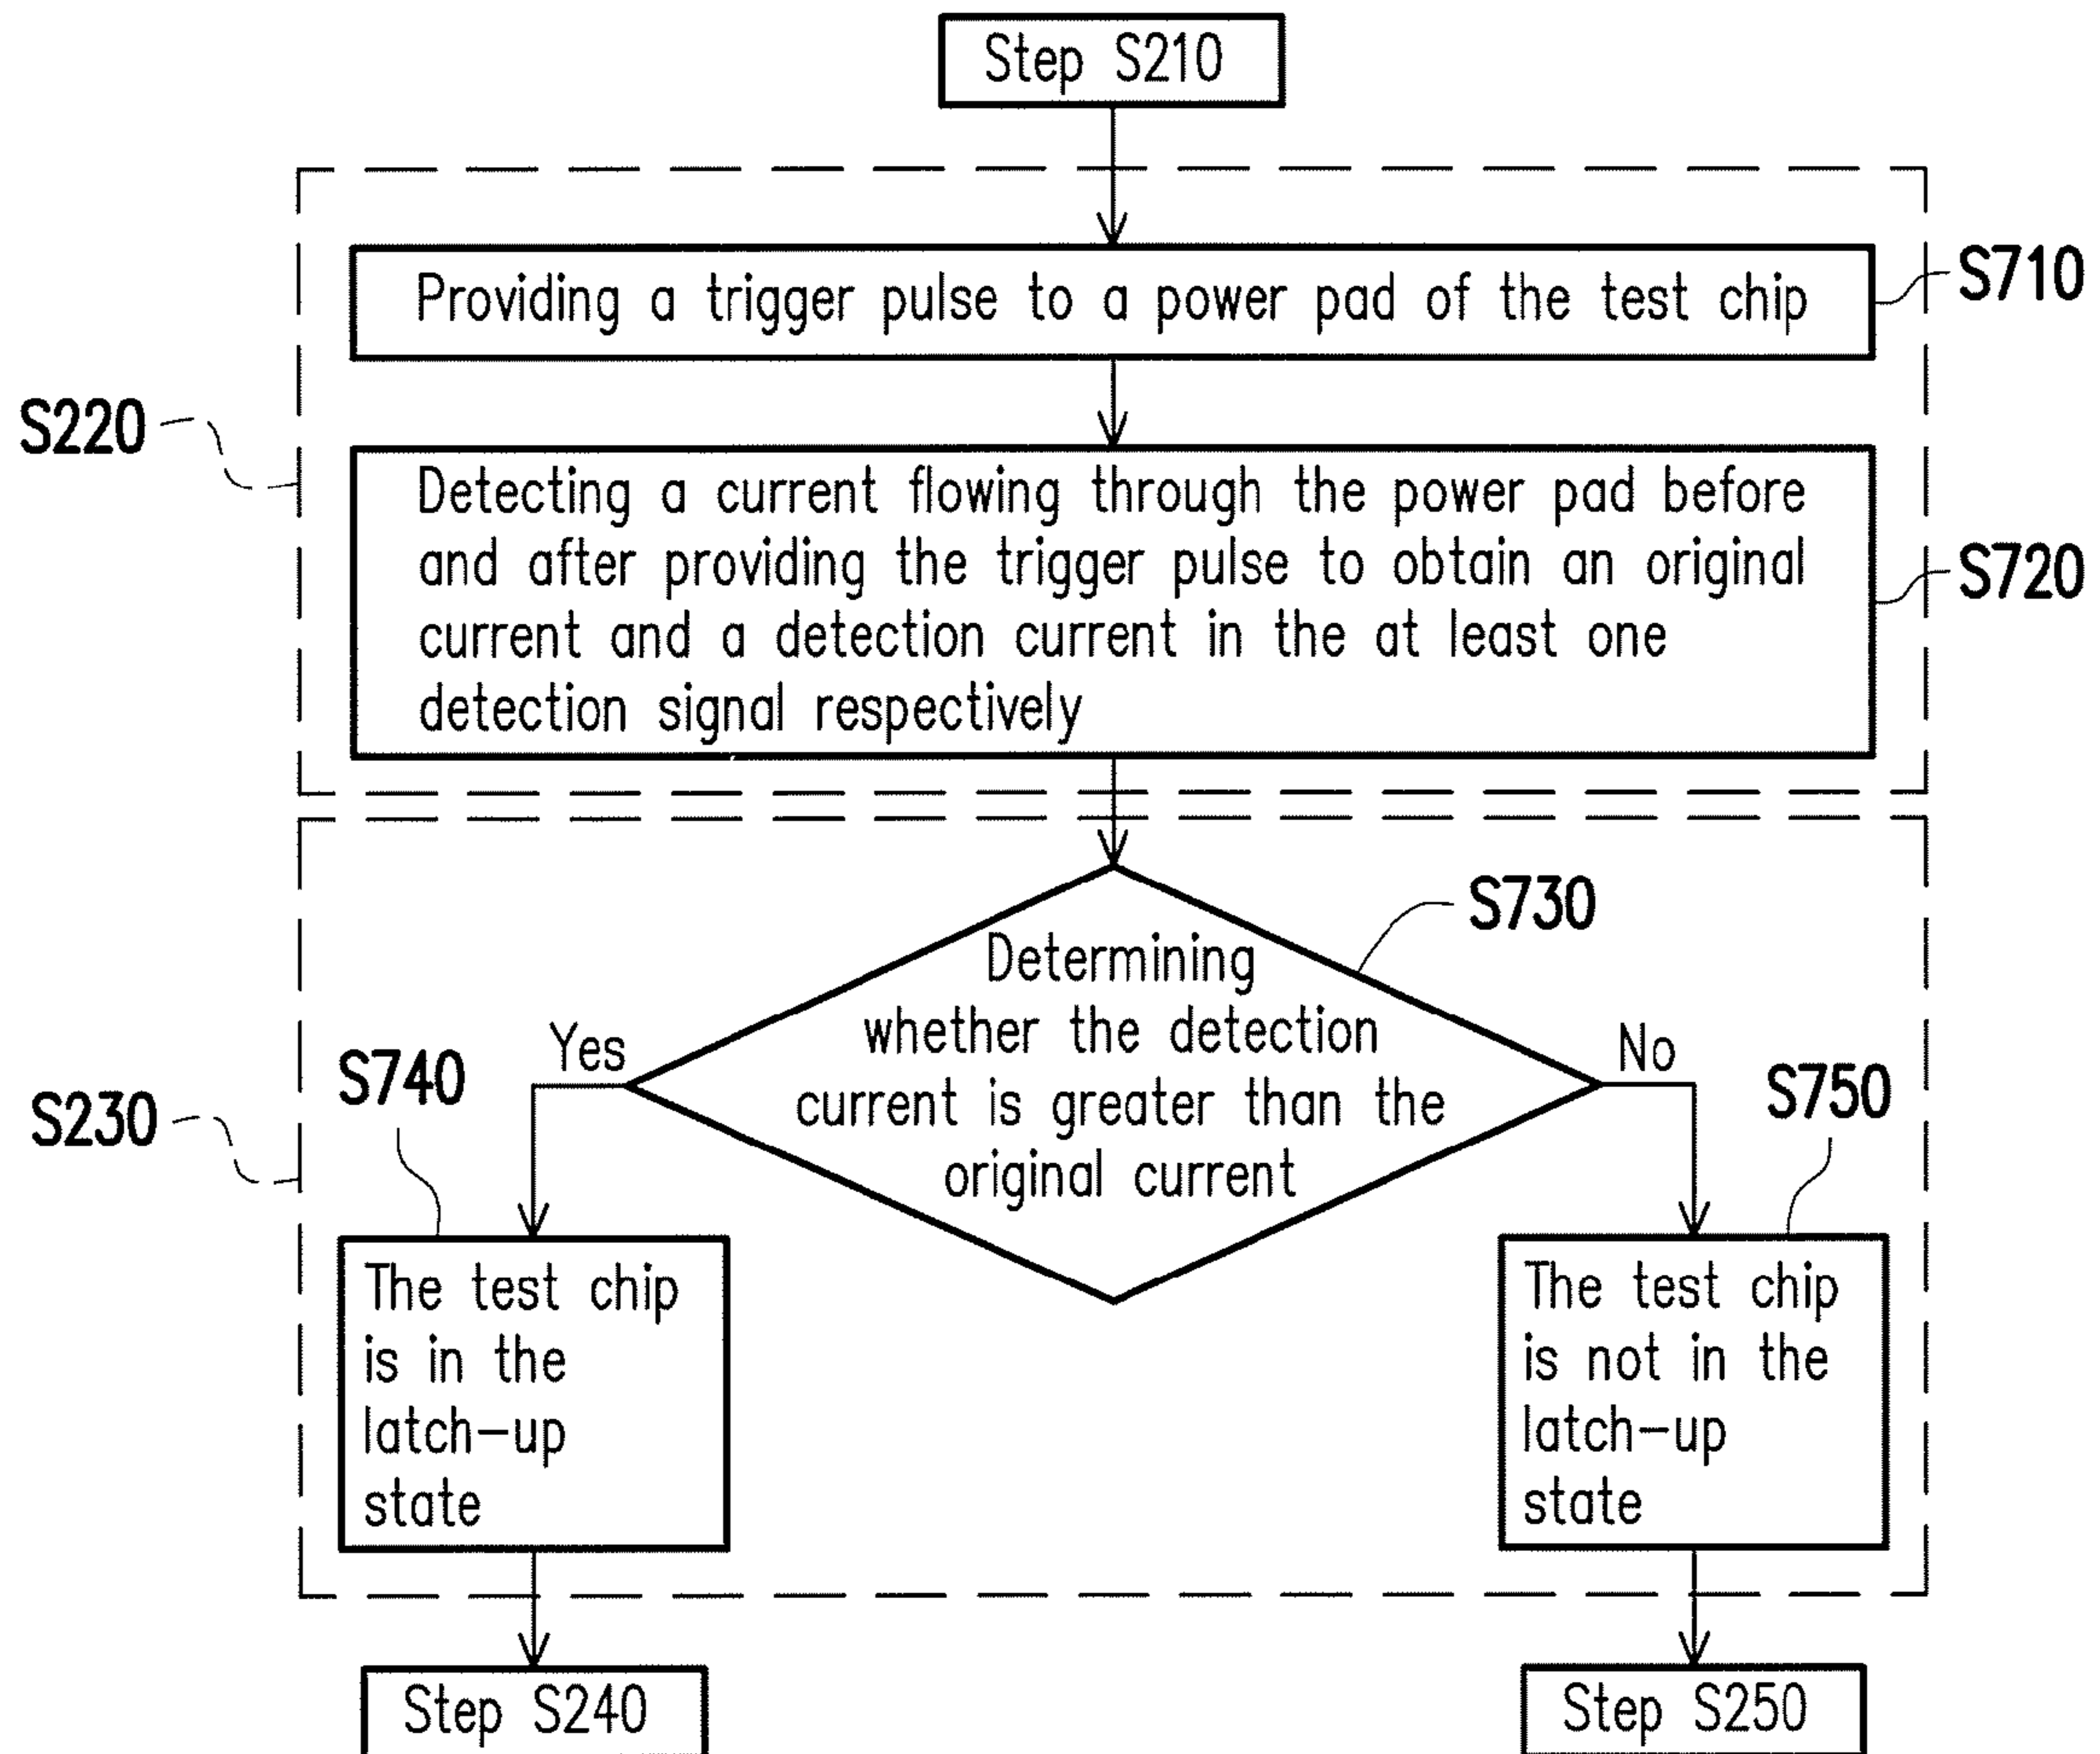 Step S210
Providing a trigger pulse to a power pad of the test chip
S710
S220
Detecting a current flowing through the power pad before
and after providing the trigger pulse to obtain an original
current and a detection current in the at least one
detection signal respectively
S720
S730
Determining
whether the detection
current is greater than the
original current
Yes
No
S740
S750
S230
The test chip
is in the
latch-up
state
The test chip
is not in the
latch-up
state
Step S240
Step S250